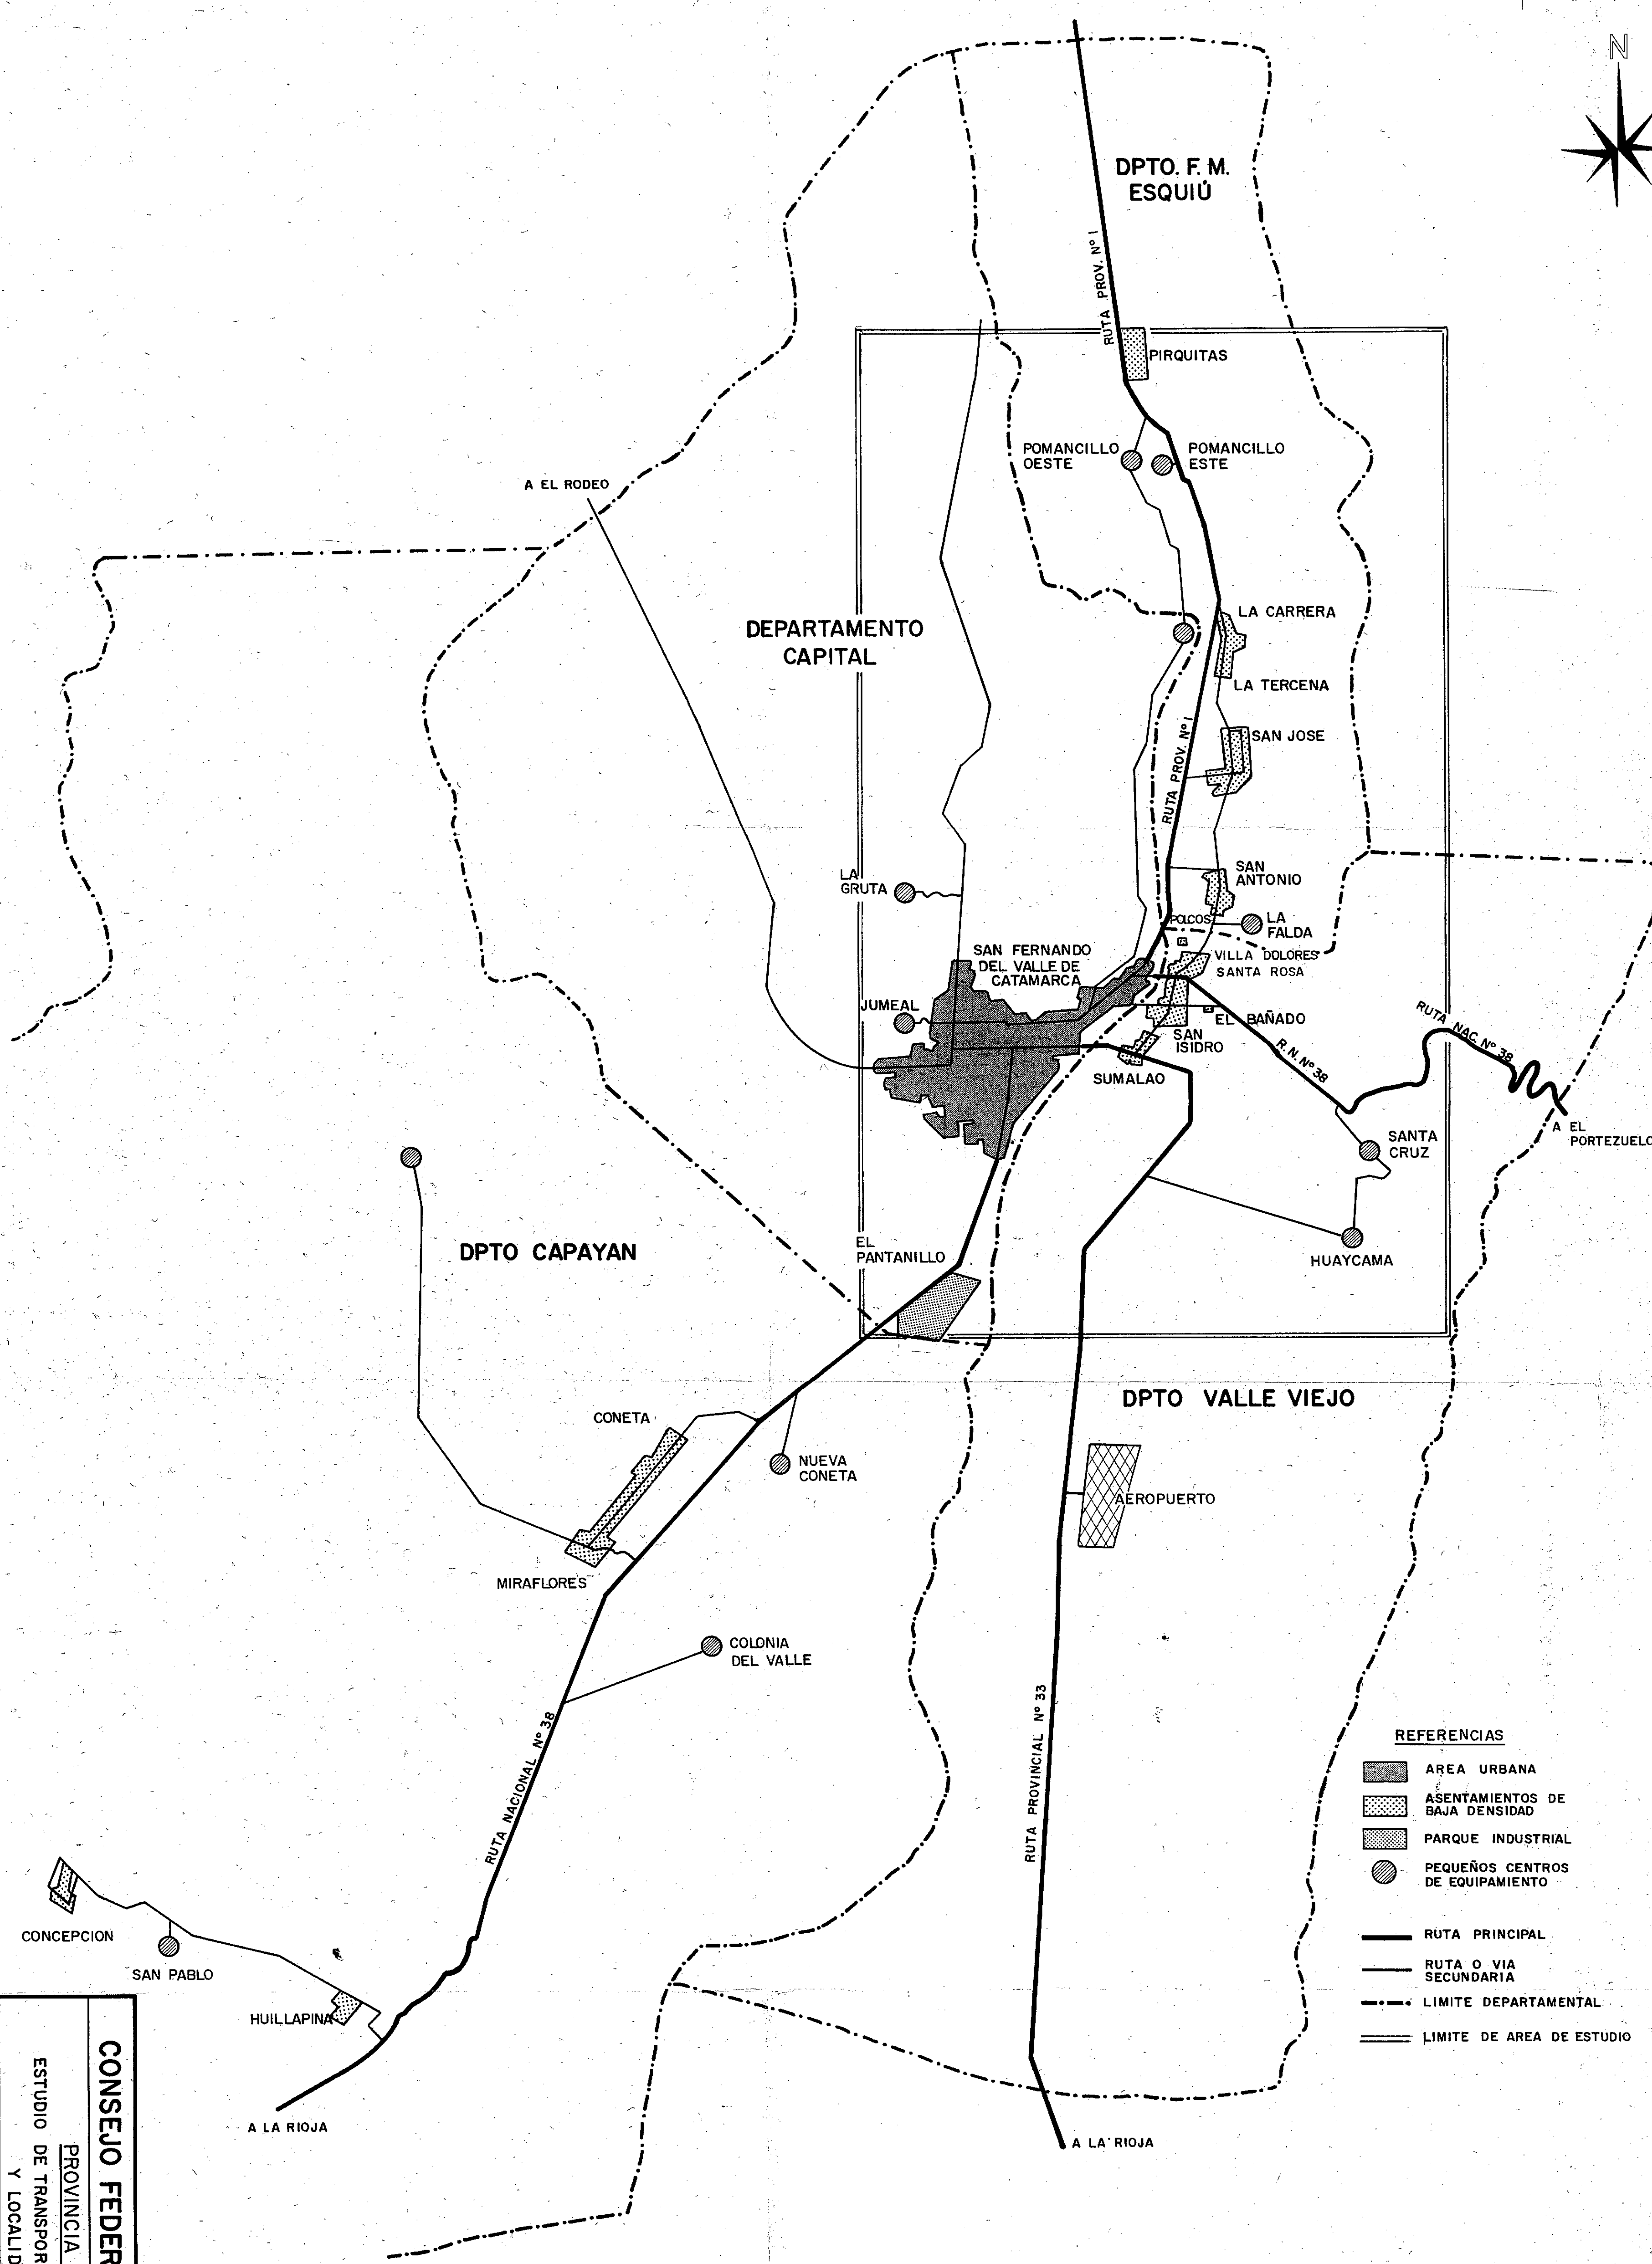 N
DPTO. F. M.
ESQUIÚ
RUTA PROV. Nº 1
PIRQUITAS
POMANCILLO
OESTE
POMANCILLO
ESTE
A EL RODEO
LA CARRERA
DEPARTAMENTO
CAPITAL
LA TERCENA
SAN JOSE
RUTA PROV. Nº 1
LA
GRUTA
SAN
ANTONIO
POLCOS
LA
FALDA
SAN FERNANDO
DEL VALLE DE
CATAMARCA
VILLA DOLORES
SANTA ROSA
JUMEAL
EL BAÑADO
RUTA NAC. Nº 38
SAN
ISIDRO
R.N. Nº 38
SUMALAO
A EL
PORTEZUELO
SANTA
CRUZ
EL
PANTANILLO
DPTO CAPAYAN
HUAYCAMA
DPTO VALLE VIEJO
CONETA
NUEVA
CONETA
AEROPUERTO
MIRAFLORES
COLONIA
DEL VALLE
RUTA NACIONAL Nº 38
RUTA PROVINCIAL Nº 33
REFERENCIAS
AREA URBANA
ASENTAMIENTOS DE
BAJA DENSIDAD
PARQUE INDUSTRIAL
PEQUEÑOS CENTROS
DE EQUIPAMIENTO
RUTA PRINCIPAL
RUTA O VIA
SECUNDARIA
LIMITE DEPARTAMENTAL
LIMITE DE AREA DE ESTUDIO
CONCEPCION
SAN PABLO
HUILLAPINA
A LA RIOJA
A LA RIOJA
CONSEJO FEDER
PROVINCIA
ESTUDIO DE TRANSPOR
Y LOCALID